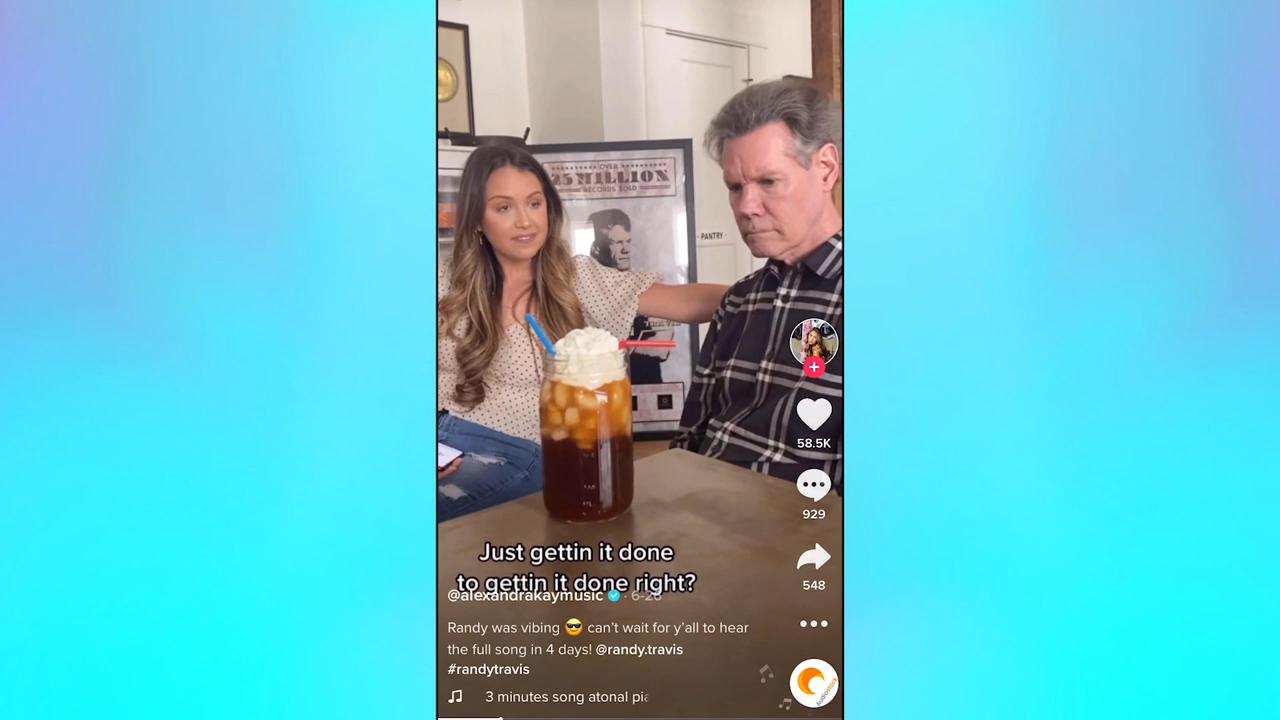 OVER
25 MILLION
RECORDS SOLD
· PANTRY ·
58.5K
929
Just gettin it done
to gettin it done right?
548
@alexandrakaymusic · 6-28
Randy was vibing 😎 can't wait for y'all to hear
the full song in 4 days! @randy.travis
#randytravis
3 minutes song atonal pia